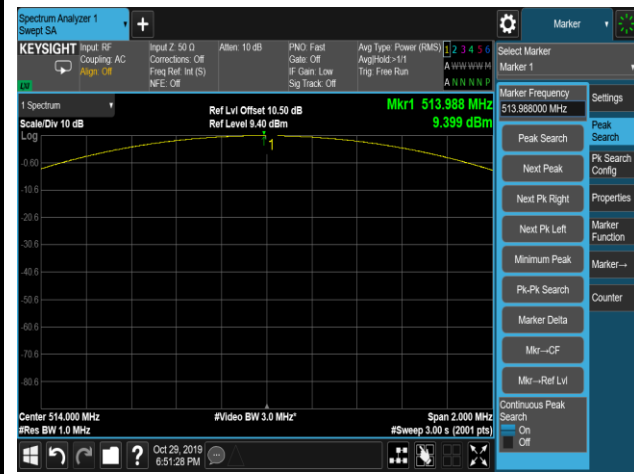 Spectrum Analyzer 1
Swept SA
+
Marker
KEYSIGHT
Input: RF
Coupling: AC
Align: Off
Input Z: 50 Ω
Corrections: Off
Freq Ref: Int (S)
NFE: Off
Atten: 10 dB
PNO: Fast
Gate: Off
IF Gain: Low
Sig Track: Off
Avg Type: Power (RMS)
Avg|Hold:>1/1
Trig: Free Run
1 2 3 4 5 6
A W W W W M
A N N N N P
Select Marker
Marker 1
1 Spectrum
Scale/Div 10 dB
Log
Ref Lvl Offset 10.50 dB
Ref Level 9.40 dBm
Mkr1 513.988 MHz
9.399 dBm
1
-0.60
-10.6
-20.6
-30.6
-40.6
-50.6
-60.6
-70.6
-80.6
Center 514.000 MHz
#Res BW 1.0 MHz
#Video BW 3.0 MHz*
Span 2.000 MHz
#Sweep 3.00 s (2001 pts)
Marker Frequency
513.988000 MHz
Peak Search
Next Peak
Next Pk Right
Next Pk Left
Minimum Peak
Pk-Pk Search
Marker Delta
Mkr→CF
Mkr→Ref Lvl
Continuous Peak
Search
On
Off
Settings
Peak
Search
Pk Search
Config
Properties
Marker
Function
Marker→
Counter
?
Oct 29, 2019
6:51:28 PM